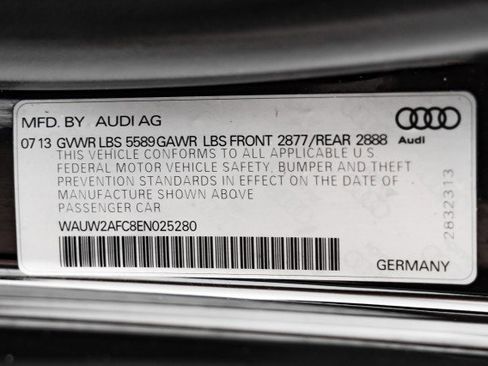 MFD. BY AUDI AG
07 13 GVWR LBS 5589 GAWR LBS FRONT 2877/REAR 2888
Audi
THIS VEHICLE CONFORMS TO ALL APPLICABLE U S
FEDERAL MOTOR VEHICLE SAFETY, BUMPER AND THEFT
PREVENTION STANDARDS IN EFFECT ON THE DATE OF
MANUFACTURE SHOWN ABOVE
PASSENGER CAR
WAUW2AFC8EN025280
2832313
GERMANY